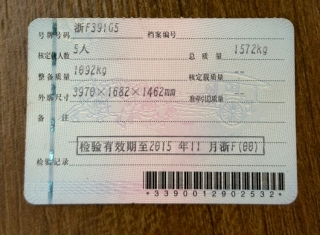 号牌号码 浙F391G5 档案编号
核定载人数 5人 总质量 1572kg
整备质量 1092kg 核定载质量 --
外廓尺寸 3970×1682×1462mm 准牵引总质量 --
备注
检验有效期至2015年11月浙F(00)
检验记录
*3390012902532*